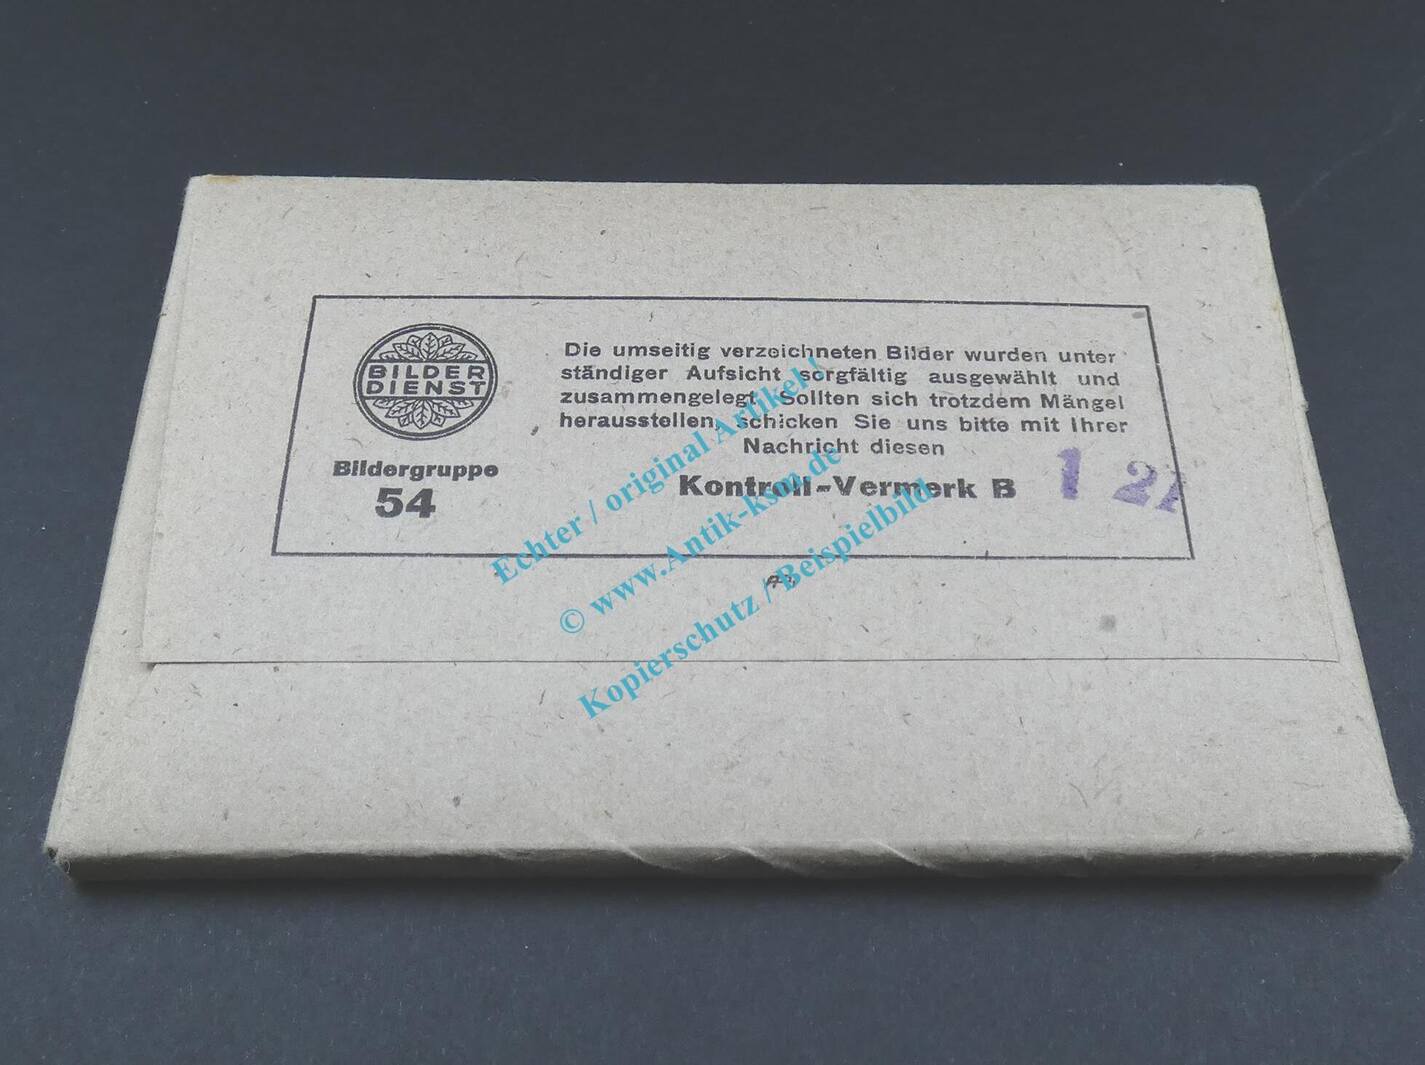 BILDER
DIENST
Bildergruppe
54
Die umseitig verzeichneten Bilder wurden unter
ständiger Aufsicht sorgfältig ausgewählt und
zusammengelegt. Sollten sich trotzdem Mängel
herausstellen, schicken Sie uns bitte mit Ihrer
Nachricht diesen
Kontroll-Vermerk B 1
Echter / original Artikel !
© www.Antik-ksm.de
Kopierschutz / Beispielbild